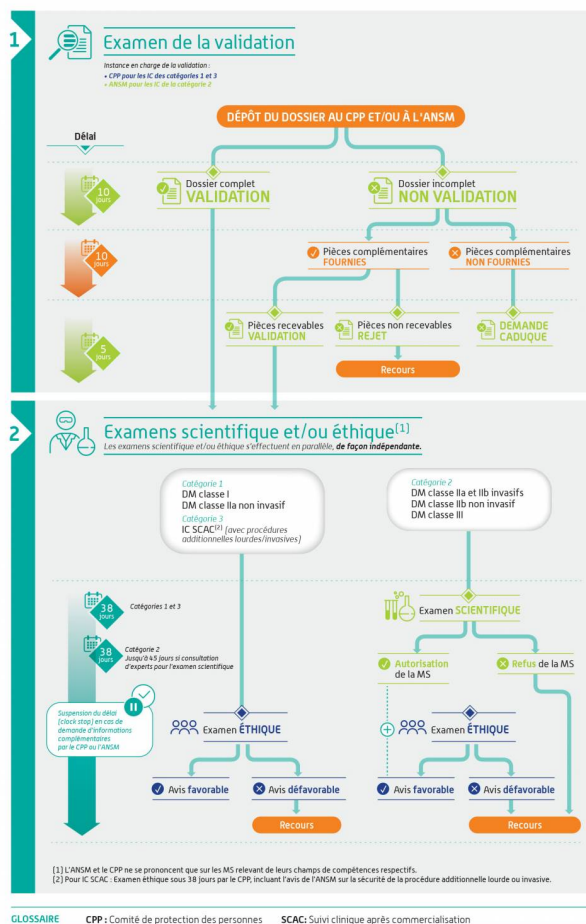 1
Examen de la validation
Instance en charge de la validation :
• CPP pour les IC des catégories 1 et 3
• ANSM pour les IC de la catégorie 2
DÉPÔT DU DOSSIER AU CPP ET/OU À L'ANSM
Délai
10
jours
Dossier complet
VALIDATION
Dossier incomplet
NON VALIDATION
10
jours
Pièces complémentaires
FOURNIES
Pièces complémentaires
NON FOURNIES
5
jours
Pièces recevables
VALIDATION
Pièces non recevables
REJET
DEMANDE
CADUQUE
Recours
2
Examens scientifique et/ou éthique[1]
Les examens scientifique et/ou éthique s'effectuent en parallèle, de façon indépendante.
Catégorie 1
DM classe I
DM classe IIa non invasif
Catégorie 3
IC SCAC(2) (avec procédures
additionnelles lourdes/invasives)
Catégorie 2
DM classe IIa et IIb invasifs
DM classe IIb non invasif
DM classe III
38
jours
Catégories 1 et 3
Examen SCIENTIFIQUE
38
jours
Catégorie 2
Jusqu'à 45 jours si consultation
d'experts pour l'examen scientifique
Autorisation
de la MS
Refus de la MS
Suspension du délai
(clock stop) en cas de
demande d'informations
complémentaires
par le CPP ou l'ANSM
Examen ÉTHIQUE
Examen ÉTHIQUE
Avis favorable
Avis défavorable
Avis favorable
Avis défavorable
Recours
Recours
[1] L'ANSM et le CPP ne se prononcent que sur les MS relevant de leurs champs de compétences respectifs.
[2] Pour IC SCAC : Examen éthique sous 38 jours par le CPP, incluant l'avis de l'ANSM sur la sécurité de la procédure additionnelle lourde ou invasive.
GLOSSAIRE CPP : Comité de protection des personnes SCAC: Suivi clinique après commercialisation